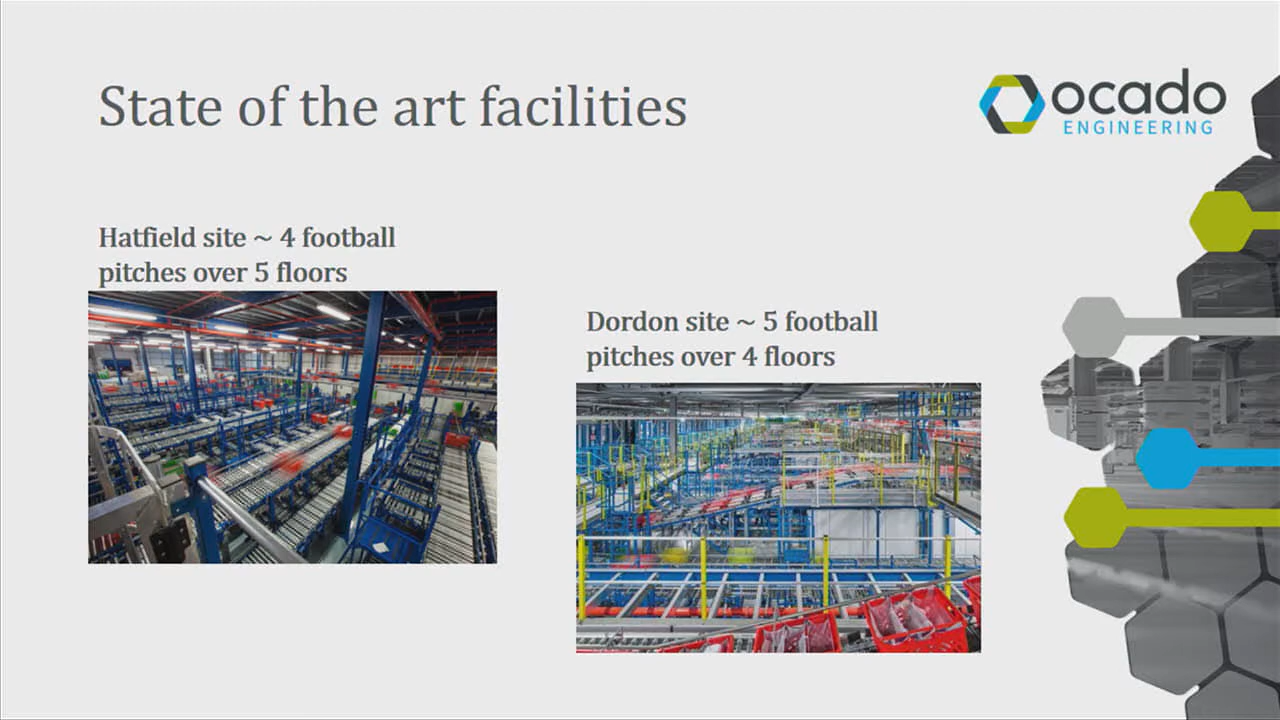 State of the art facilities
ocado
ENGINEERING
Hatfield site ~ 4 football
pitches over 5 floors
Dordon site ~ 5 football
pitches over 4 floors